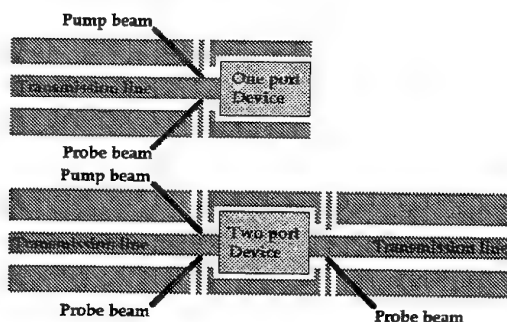 Pump beam
Transmission line
One port
Device
Probe beam
Pump beam
Transmission line
Two port
Device
Transmission line
Probe beam
Probe beam